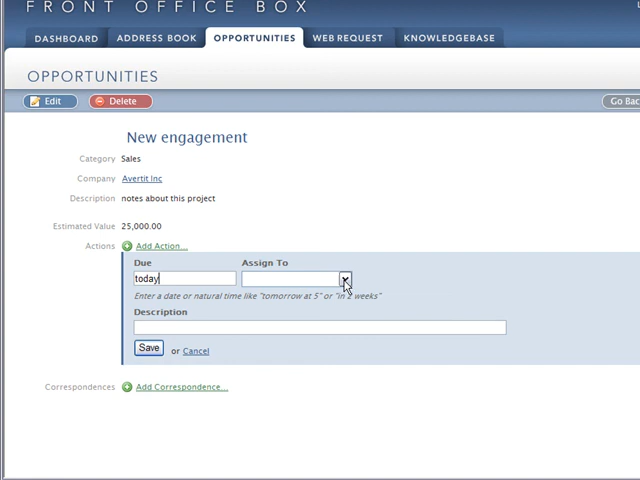 FRONT OFFICE BOX
DASHBOARD ADDRESS BOOK OPPORTUNITIES WEB REQUEST KNOWLEDGEBASE
OPPORTUNITIES
Edit Delete Go Bac
New engagement
Category Sales
Company Avertit Inc
Description notes about this project
Estimated Value 25,000.00
Actions Add Action...
Due Assign To
today
Enter a date or natural time like "tomorrow at 5" or "in 2 weeks"
Description
Save or Cancel
Correspondences Add Correspondence...